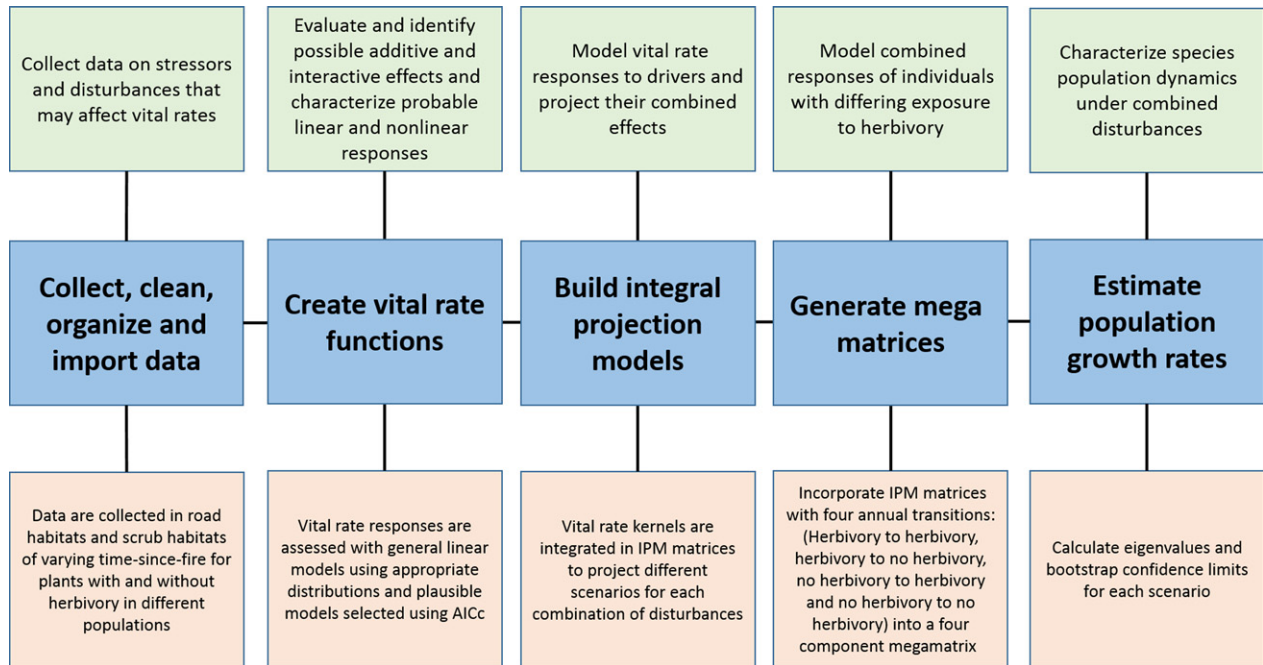 Collect data on stressors
and disturbances that
may affect vital rates
Evaluate and identify
possible additive and
interactive effects and
characterize probable
linear and nonlinear
responses
Model vital rate
responses to drivers and
project their combined
effects
Model combined
responses of individuals
with differing exposure
to herbivory
Characterize species
population dynamics
under combined
disturbances
Collect, clean,
organize and
import data
Create vital rate
functions
Build integral
projection
models
Generate mega
matrices
Estimate
population
growth rates
Data are collected in road
habitats and scrub habitats
of varying time-since-fire for
plants with and without
herbivory in different
populations
Vital rate responses are
assessed with general linear
models using appropriate
distributions and plausible
models selected using AICc
Vital rate kernels are
integrated in IPM matrices
to project different
scenarios for each
combination of disturbances
Incorporate IPM matrices
with four annual transitions:
(Herbivory to herbivory,
herbivory to no herbivory,
no herbivory to herbivory
and no herbivory to no
herbivory) into a four
component megamatrix
Calculate eigenvalues and
bootstrap confidence limits
for each scenario